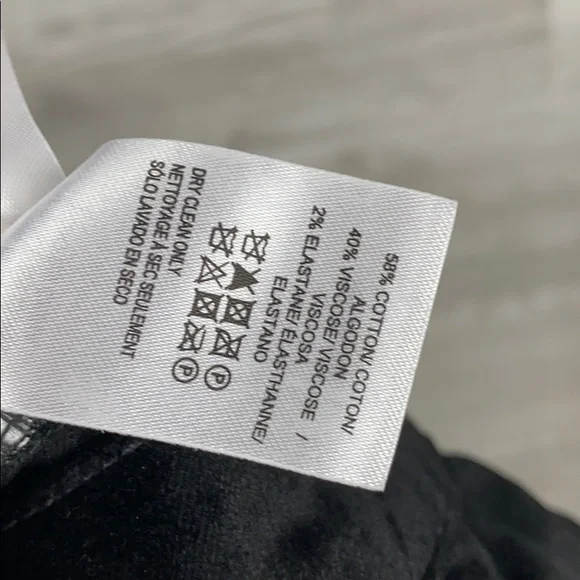 58% COTTON/ COTON/
ALGODON
40% VISCOSE/ VISCOSE /
VISCOSA
2% ELASTANE/ ÉLASTHANNE/
ELASTANO
P
P
DRY CLEAN ONLY
NETTOYAGE À SEC SEULEMENT
SÓLO LAVADO EN SECO